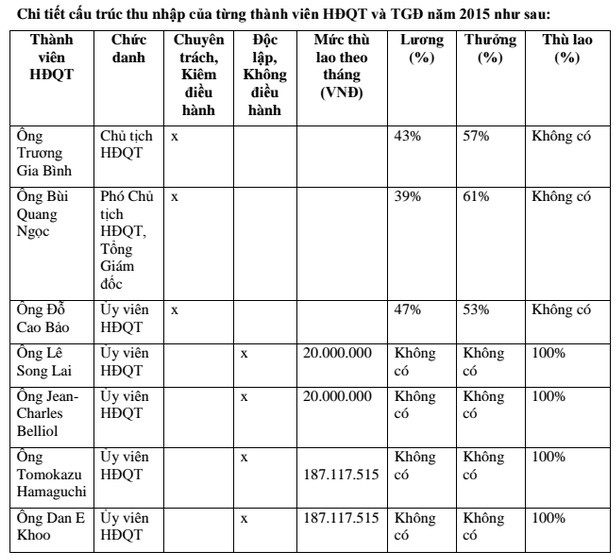 Chi tiết cấu trúc thu nhập của từng thành viên HĐQT và TGĐ năm 2015 như sau:
Thành viên HĐQT | Chức danh | Chuyên trách, Kiêm điều hành | Độc lập, Không điều hành | Mức thù lao theo tháng (VNĐ) | Lương (%) | Thưởng (%) | Thù lao (%)
Ông Trương Gia Bình | Chủ tịch HĐQT | x | | | 43% | 57% | Không có
Ông Bùi Quang Ngọc | Phó Chủ tịch HĐQT, Tổng Giám đốc | x | | | 39% | 61% | Không có
Ông Đỗ Cao Bảo | Ủy viên HĐQT | x | | | 47% | 53% | Không có
Ông Lê Song Lai | Ủy viên HĐQT | | x | 20.000.000 | Không có | Không có | 100%
Ông Jean-Charles Belliol | Ủy viên HĐQT | | x | 20.000.000 | Không có | Không có | 100%
Ông Tomokazu Hamaguchi | Ủy viên HĐQT | | x | 187.117.515 | Không có | Không có | 100%
Ông Dan E Khoo | Ủy viên HĐQT | | x | 187.117.515 | Không có | Không có | 100%